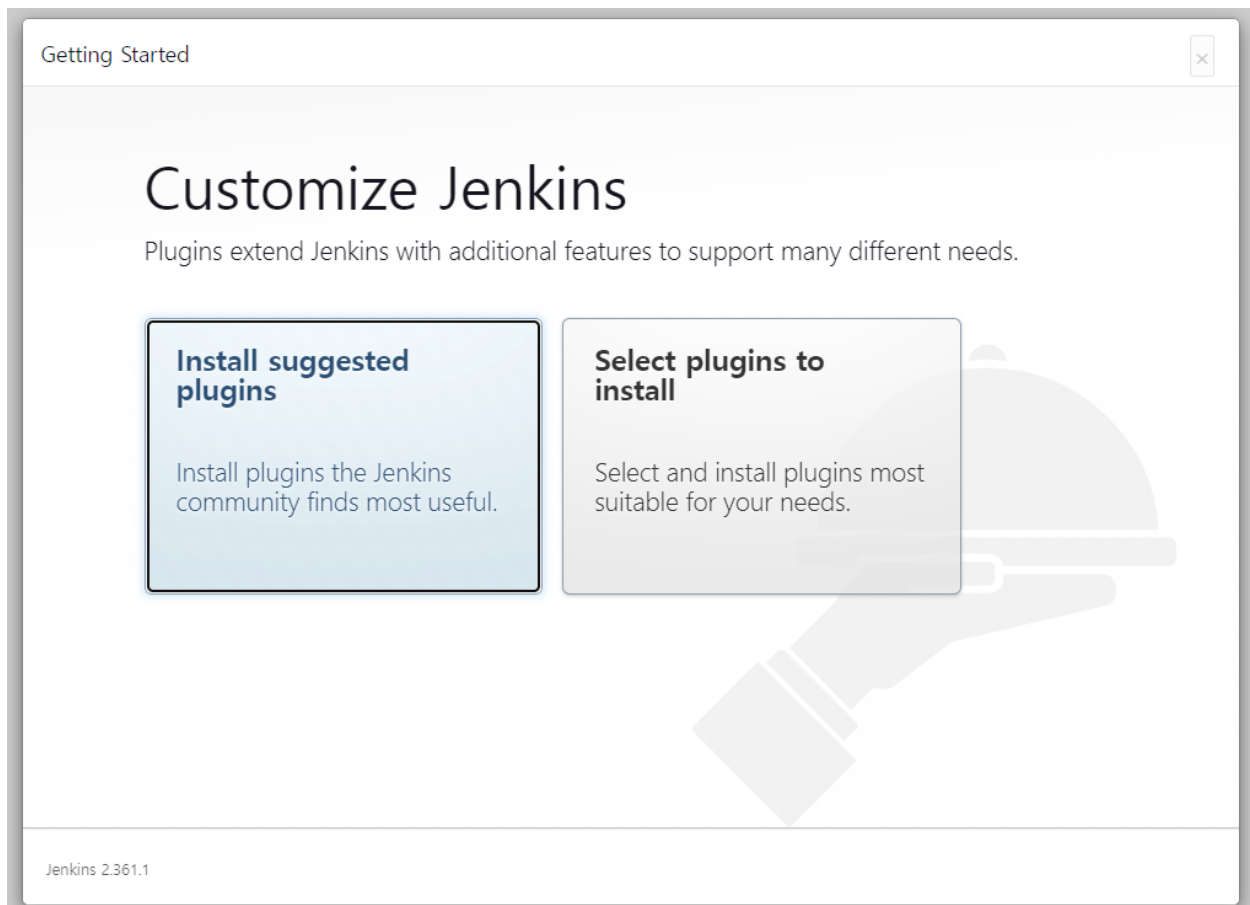 Getting Started
×
Customize Jenkins
Plugins extend Jenkins with additional features to support many different needs.
Install suggested
plugins
Install plugins the Jenkins
community finds most useful.
Select plugins to
install
Select and install plugins most
suitable for your needs.
Jenkins 2.361.1